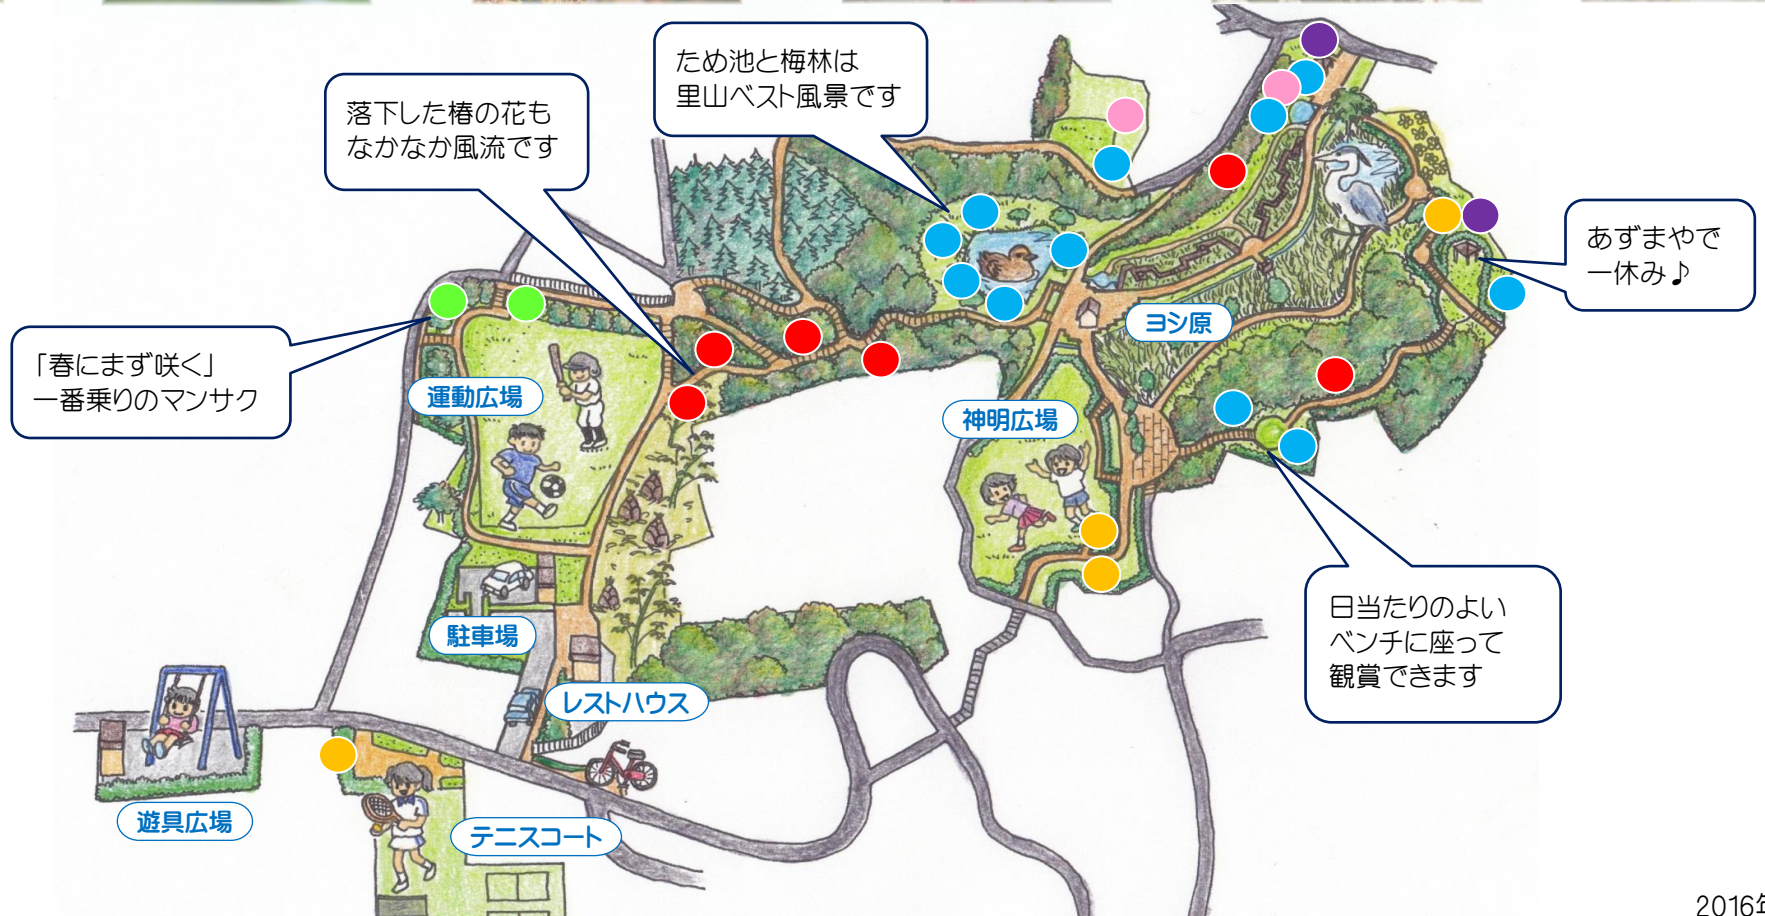 ため池と梅林は
里山ベスト風景です
落下した椿の花も
なかなか風流です
あずまやで
一休み♪
「春にまず咲く」
一番乗りのマンサク
ヨシ原
運動広場
神明広場
日当たりのよい
ベンチに座って
観賞できます
駐車場
レストハウス
遊具広場
テニスコート
2016年